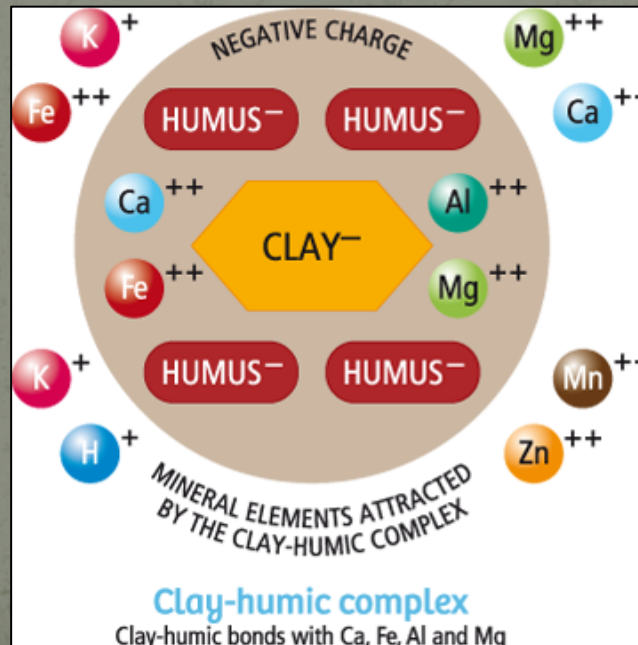 NEGATIVE CHARGE
K+
Mg++
Fe++
Ca++
HUMUS–
HUMUS–
Ca++
Al++
CLAY–
Fe++
Mg++
HUMUS–
HUMUS–
K+
Mn++
H+
Zn++
MINERAL ELEMENTS ATTRACTED
BY THE CLAY-HUMIC COMPLEX
Clay-humic complex
Clay-humic bonds with Ca, Fe, Al and Mg